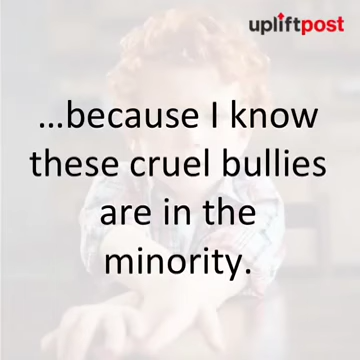 upliftpost
...because I know
these cruel bullies
are in the
minority.